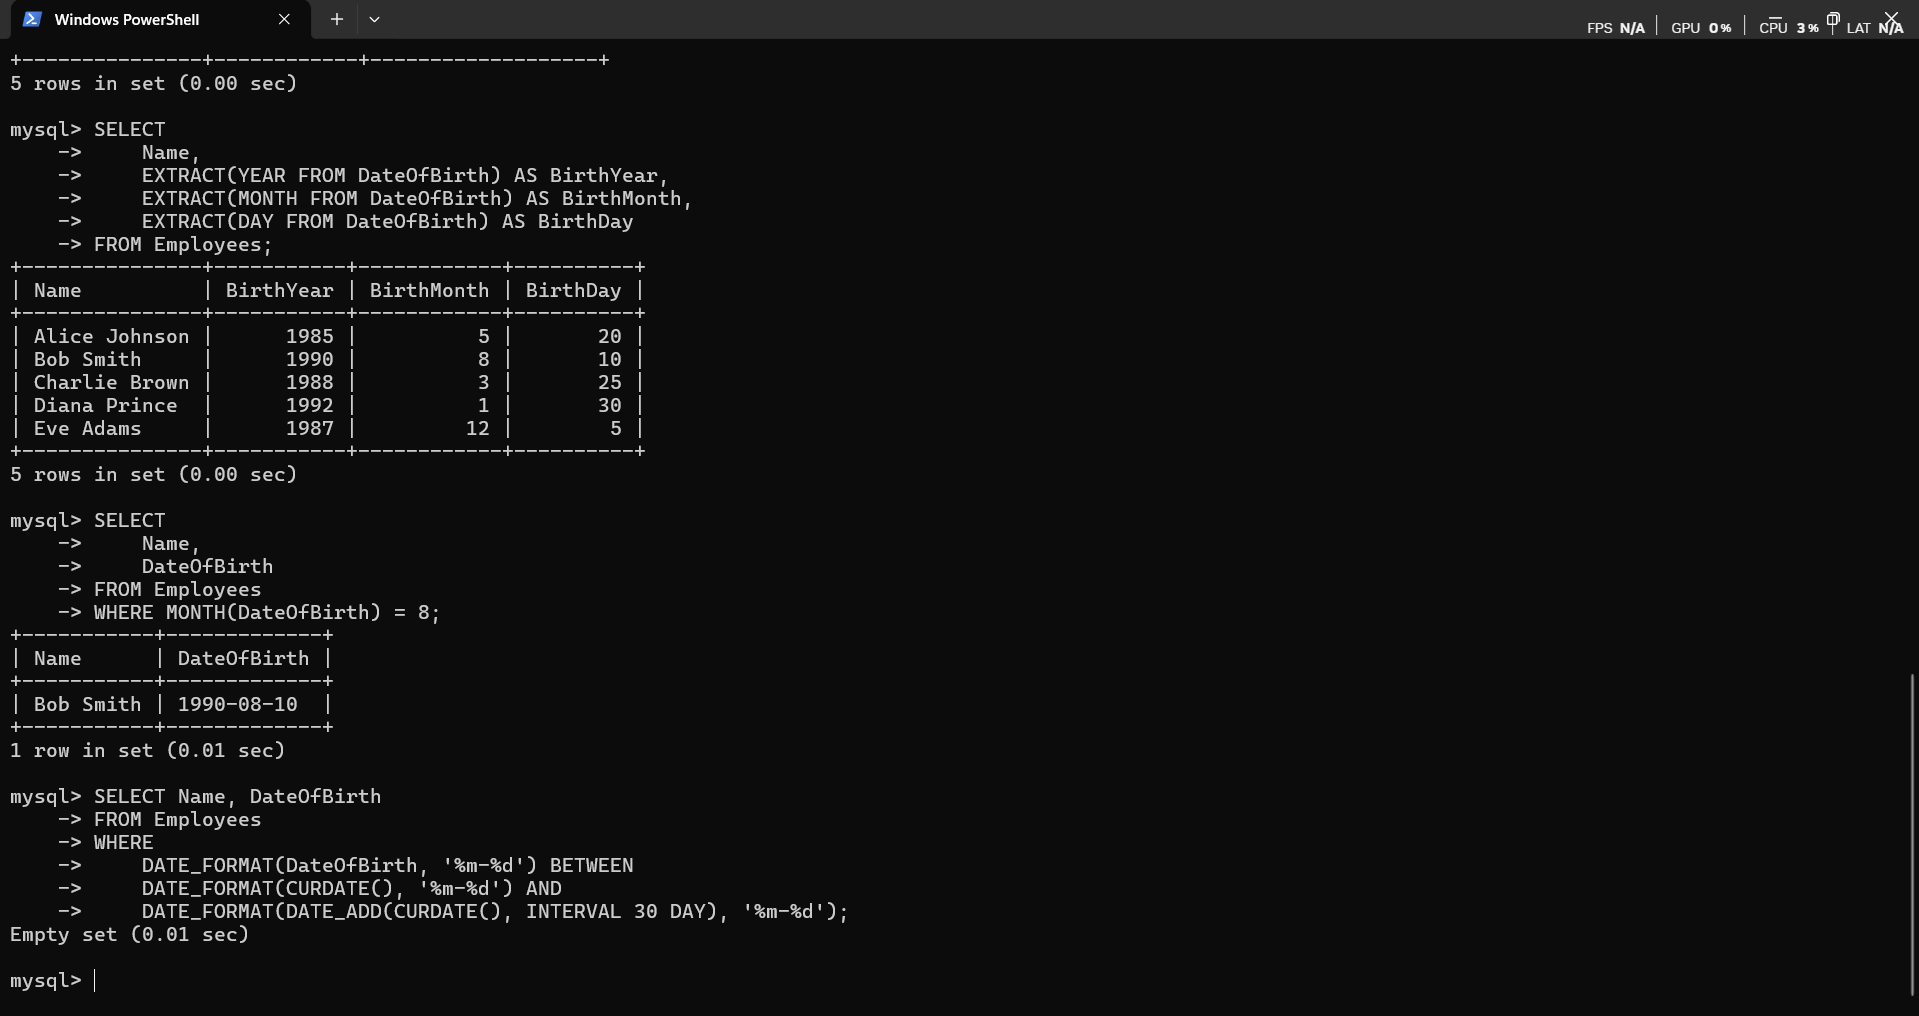 Windows PowerShell
FPS N/A | GPU 0% | CPU 3% | LAT N/A
+---------------+------------+-------------------+
5 rows in set (0.00 sec)
mysql> SELECT
    ->     Name,
    ->     EXTRACT(YEAR FROM DateOfBirth) AS BirthYear,
    ->     EXTRACT(MONTH FROM DateOfBirth) AS BirthMonth,
    ->     EXTRACT(DAY FROM DateOfBirth) AS BirthDay
    -> FROM Employees;
+---------------+-----------+------------+----------+
| Name          | BirthYear | BirthMonth | BirthDay |
+---------------+-----------+------------+----------+
| Alice Johnson |      1985 |          5 |       20 |
| Bob Smith     |      1990 |          8 |       10 |
| Charlie Brown |      1988 |          3 |       25 |
| Diana Prince  |      1992 |          1 |       30 |
| Eve Adams     |      1987 |         12 |        5 |
+---------------+-----------+------------+----------+
5 rows in set (0.00 sec)
mysql> SELECT
    ->     Name,
    ->     DateOfBirth
    -> FROM Employees
    -> WHERE MONTH(DateOfBirth) = 8;
+-----------+-------------+
| Name      | DateOfBirth |
+-----------+-------------+
| Bob Smith | 1990-08-10  |
+-----------+-------------+
1 row in set (0.01 sec)
mysql> SELECT Name, DateOfBirth
    -> FROM Employees
    -> WHERE
    ->     DATE_FORMAT(DateOfBirth, '%m-%d') BETWEEN
    ->     DATE_FORMAT(CURDATE(), '%m-%d') AND
    ->     DATE_FORMAT(DATE_ADD(CURDATE(), INTERVAL 30 DAY), '%m-%d');
Empty set (0.01 sec)
mysql>